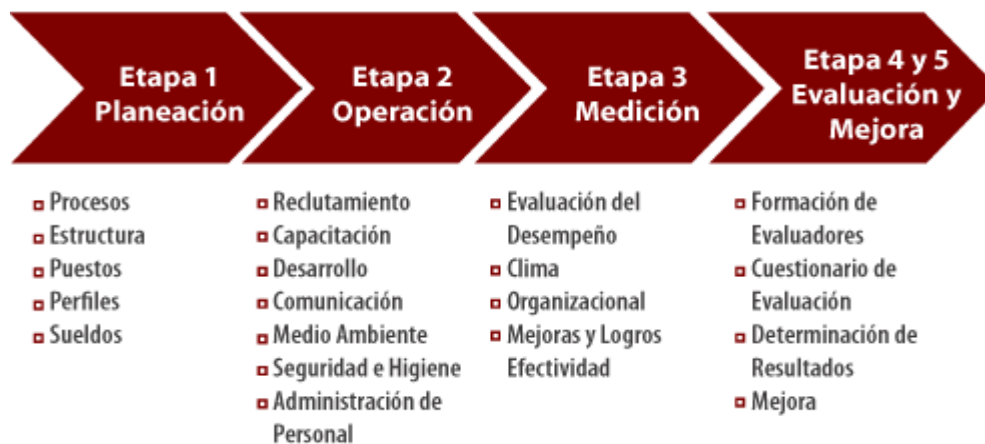 Etapa 1
Planeación
Etapa 2
Operación
Etapa 3
Medición
Etapa 4 y 5
Evaluación y
Mejora
Procesos
Estructura
Puestos
Perfiles
Sueldos
Reclutamiento
Capacitación
Desarrollo
Comunicación
Medio Ambiente
Seguridad e Higiene
Administración de
Personal
Evaluación del
Desempeño
Clima
Organizacional
Mejoras y Logros
Efectividad
Formación de
Evaluadores
Cuestionario de
Evaluación
Determinación de
Resultados
Mejora